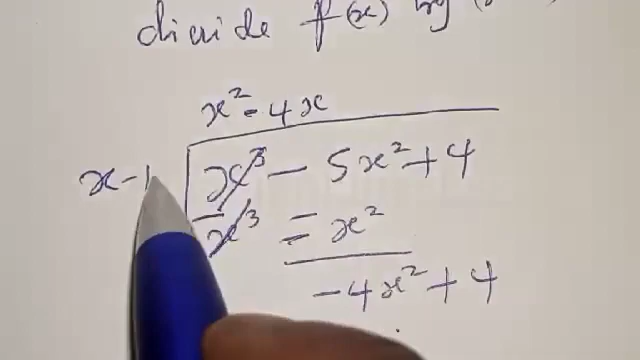 divide f(x) by (
x² - 4x
x - 1 x³ - 5x² + 4
- x³ = x²
- 4x² + 4